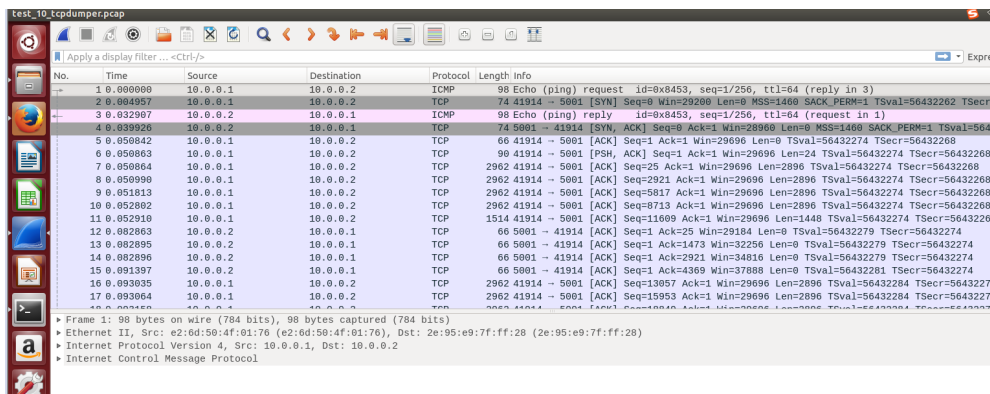 test_10_tcpdumper.pcap
Apply a display filter ... <Ctrl-/>
Expre
No. Time Source Destination Protocol Length Info
1 0.000000 10.0.0.1 10.0.0.2 ICMP 98 Echo (ping) request id=0x8453, seq=1/256, ttl=64 (reply in 3)
2 0.004957 10.0.0.1 10.0.0.2 TCP 74 41914 → 5001 [SYN] Seq=0 Win=29200 Len=0 MSS=1460 SACK_PERM=1 TSval=56432262 TSecr
3 0.032907 10.0.0.2 10.0.0.1 ICMP 98 Echo (ping) reply id=0x8453, seq=1/256, ttl=64 (request in 1)
4 0.039926 10.0.0.2 10.0.0.1 TCP 74 5001 → 41914 [SYN, ACK] Seq=0 Ack=1 Win=28960 Len=0 MSS=1460 SACK_PERM=1 TSval=564
5 0.050842 10.0.0.1 10.0.0.2 TCP 66 41914 → 5001 [ACK] Seq=1 Ack=1 Win=29696 Len=0 TSval=56432274 TSecr=56432268
6 0.050863 10.0.0.1 10.0.0.2 TCP 90 41914 → 5001 [PSH, ACK] Seq=1 Ack=1 Win=29696 Len=24 TSval=56432274 TSecr=56432268
7 0.050864 10.0.0.1 10.0.0.2 TCP 2962 41914 → 5001 [ACK] Seq=25 Ack=1 Win=29696 Len=2896 TSval=56432274 TSecr=56432268
8 0.050990 10.0.0.1 10.0.0.2 TCP 2962 41914 → 5001 [ACK] Seq=2921 Ack=1 Win=29696 Len=2896 TSval=56432274 TSecr=56432268
9 0.051813 10.0.0.1 10.0.0.2 TCP 2962 41914 → 5001 [ACK] Seq=5817 Ack=1 Win=29696 Len=2896 TSval=56432274 TSecr=56432268
10 0.052802 10.0.0.1 10.0.0.2 TCP 2962 41914 → 5001 [ACK] Seq=8713 Ack=1 Win=29696 Len=2896 TSval=56432274 TSecr=56432268
11 0.052910 10.0.0.1 10.0.0.2 TCP 1514 41914 → 5001 [ACK] Seq=11609 Ack=1 Win=29696 Len=1448 TSval=56432274 TSecr=5643226
12 0.082863 10.0.0.2 10.0.0.1 TCP 66 5001 → 41914 [ACK] Seq=1 Ack=25 Win=29184 Len=0 TSval=56432279 TSecr=56432274
13 0.082895 10.0.0.2 10.0.0.1 TCP 66 5001 → 41914 [ACK] Seq=1 Ack=1473 Win=32256 Len=0 TSval=56432279 TSecr=56432274
14 0.082896 10.0.0.2 10.0.0.1 TCP 66 5001 → 41914 [ACK] Seq=1 Ack=2921 Win=34816 Len=0 TSval=56432279 TSecr=56432274
15 0.091397 10.0.0.2 10.0.0.1 TCP 66 5001 → 41914 [ACK] Seq=1 Ack=4369 Win=37888 Len=0 TSval=56432281 TSecr=56432274
16 0.093035 10.0.0.1 10.0.0.2 TCP 2962 41914 → 5001 [ACK] Seq=13057 Ack=1 Win=29696 Len=2896 TSval=56432284 TSecr=5643227
17 0.093064 10.0.0.1 10.0.0.2 TCP 2962 41914 → 5001 [ACK] Seq=15953 Ack=1 Win=29696 Len=2896 TSval=56432284 TSecr=5643227
Frame 1: 98 bytes on wire (784 bits), 98 bytes captured (784 bits)
Ethernet II, Src: e2:6d:50:4f:01:76 (e2:6d:50:4f:01:76), Dst: 2e:95:e9:7f:ff:28 (2e:95:e9:7f:ff:28)
Internet Protocol Version 4, Src: 10.0.0.1, Dst: 10.0.0.2
Internet Control Message Protocol